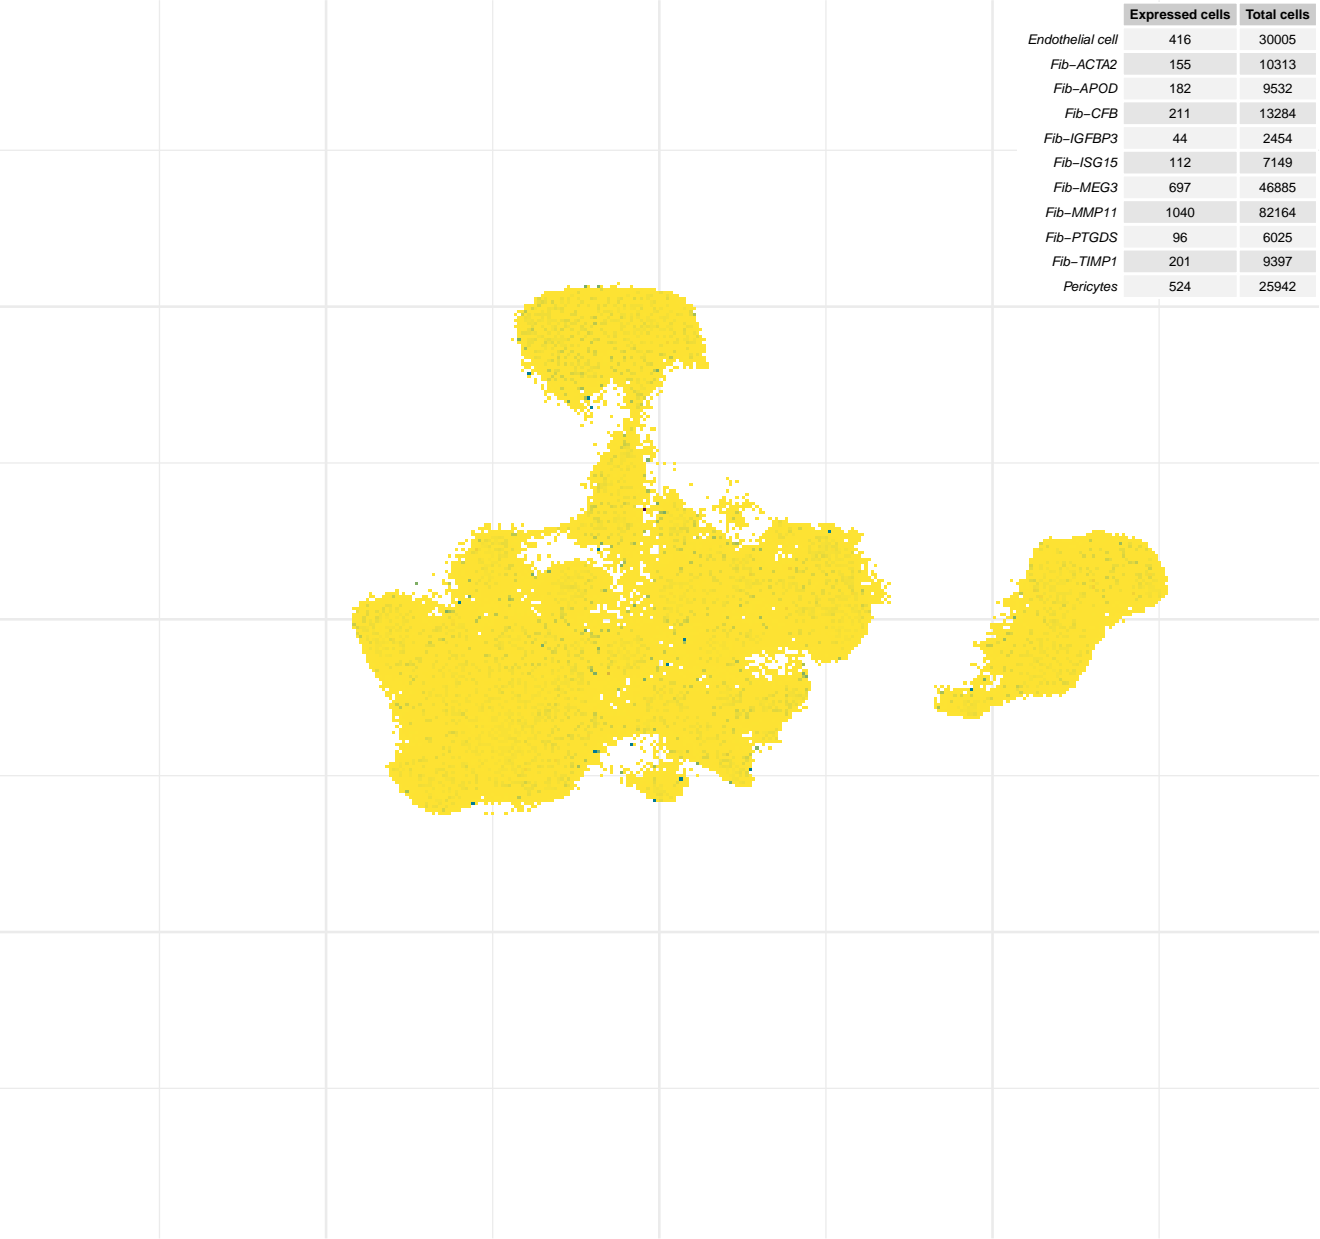 Expressed cells Total cells
Endothelial cell 416 30005
Fib−ACTA2 155 10313
Fib−APOD 182 9532
Fib−CFB 211 13284
Fib−IGFBP3 44 2454
Fib−ISG15 112 7149
Fib−MEG3 697 46885
Fib−MMP11 1040 82164
Fib−PTGDS 96 6025
Fib−TIMP1 201 9397
Pericytes 524 25942